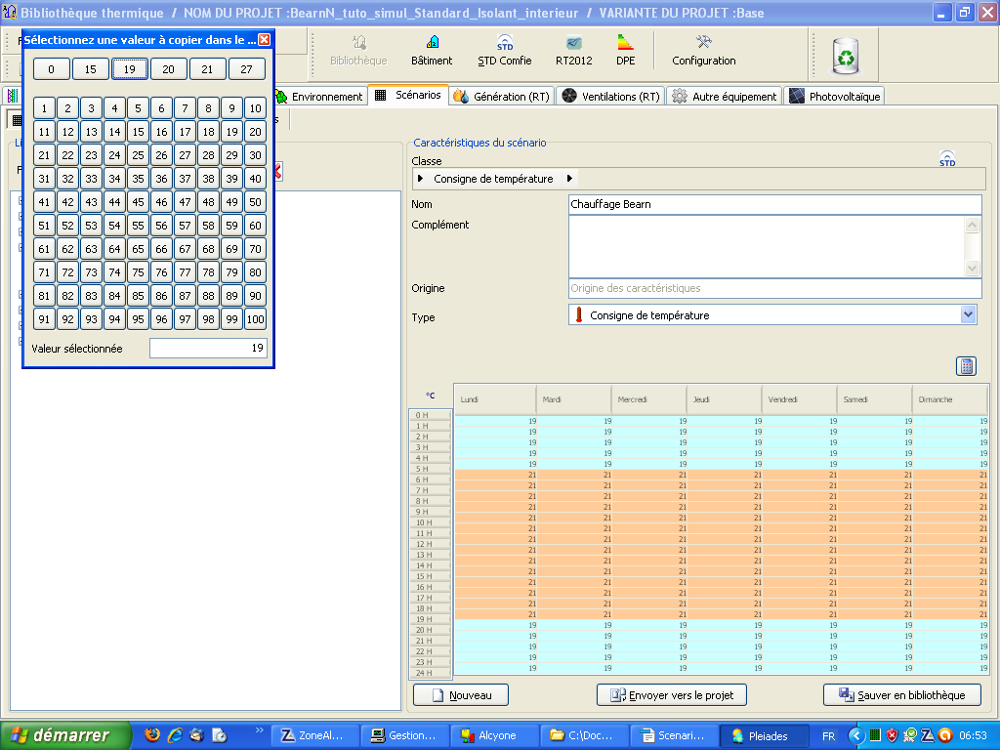 Bibliothèque thermique / NOM DU PROJET :BearnN_tuto_simul_Standard_Isolant_interieur / VARIANTE DU PROJET :Base
Sélectionnez une valeur à copier dans le ...
0 15 19 20 21 27
1 2 3 4 5 6 7 8 9 10
11 12 13 14 15 16 17 18 19 20
21 22 23 24 25 26 27 28 29 30
31 32 33 34 35 36 37 38 39 40
41 42 43 44 45 46 47 48 49 50
51 52 53 54 55 56 57 58 59 60
61 62 63 64 65 66 67 68 69 70
71 72 73 74 75 76 77 78 79 80
81 82 83 84 85 86 87 88 89 90
91 92 93 94 95 96 97 98 99 100
Valeur sélectionnée 19
STD
Bibliothèque Bâtiment STD Comfie RT2012 DPE Configuration
Environnement Scénarios Génération (RT) Ventilations (RT) Autre équipement Photovoltaïque
Caractéristiques du scénario
Classe
STD
Consigne de température
Nom Chauffage Bearn
Complément
Origine Origine des caractéristiques
Type Consigne de température
°C Lundi Mardi Mercredi Jeudi Vendredi Samedi Dimanche
0 H 19 19 19 19 19 19 19
1 H 19 19 19 19 19 19 19
2 H 19 19 19 19 19 19 19
3 H 19 19 19 19 19 19 19
4 H 19 19 19 19 19 19 19
5 H 21 21 21 21 21 21 21
6 H 21 21 21 21 21 21 21
7 H 21 21 21 21 21 21 21
8 H 21 21 21 21 21 21 21
9 H 21 21 21 21 21 21 21
10 H 21 21 21 21 21 21 21
11 H 21 21 21 21 21 21 21
12 H 21 21 21 21 21 21 21
13 H 21 21 21 21 21 21 21
14 H 21 21 21 21 21 21 21
15 H 21 21 21 21 21 21 21
16 H 21 21 21 21 21 21 21
17 H 21 21 21 21 21 21 21
18 H 21 21 21 21 21 21 21
19 H 19 19 19 19 19 19 19
20 H 19 19 19 19 19 19 19
21 H 19 19 19 19 19 19 19
22 H 19 19 19 19 19 19 19
23 H 19 19 19 19 19 19 19
24 H
Nouveau Envoyer vers le projet Sauver en bibliothèque
démarrer » ZoneAl... Gestion... Alcyone C:\Doc... Scenari... Pleiades FR 06:53